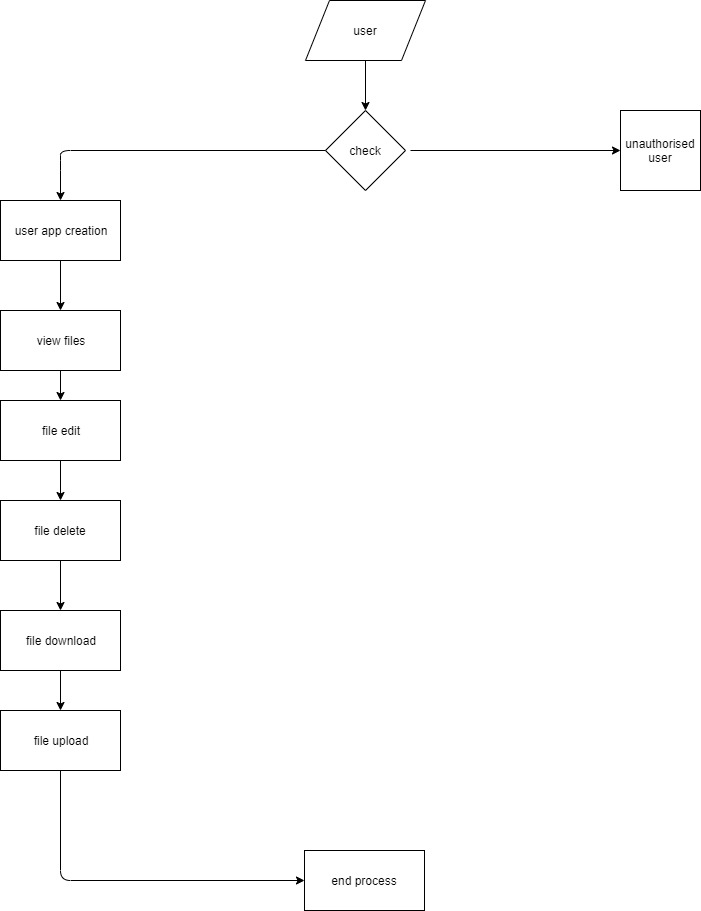 user
check
unauthorised
user
user app creation
view files
file edit
file delete
file download
file upload
end process